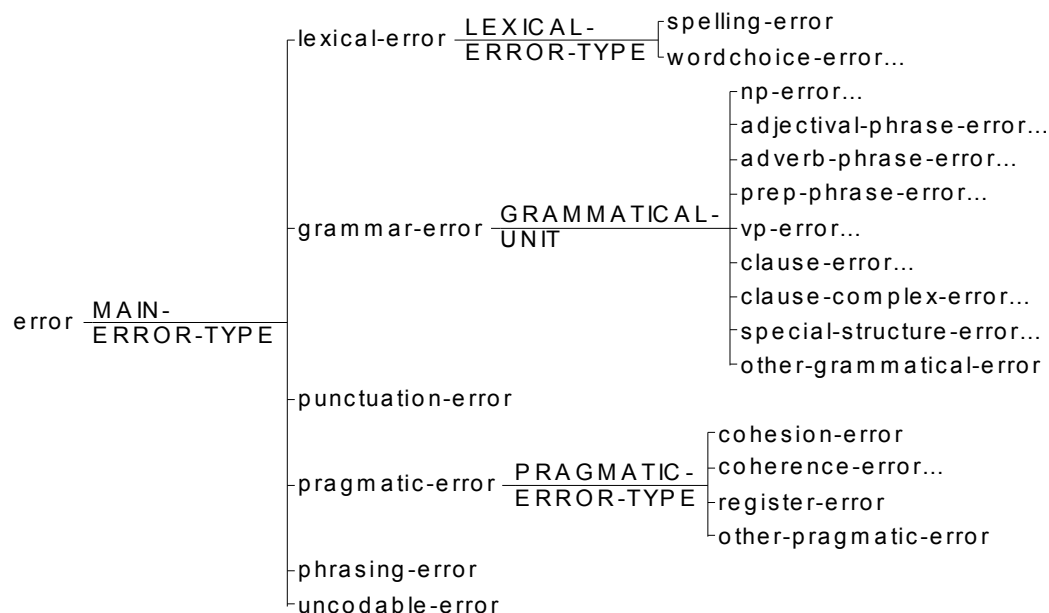 error MAIN-
ERROR-TYPE
lexical-error LEXICAL-
ERROR-TYPE
spelling-error
wordchoice-error...
grammar-error GRAMMATICAL-
UNIT
np-error...
adjectival-phrase-error...
adverb-phrase-error...
prep-phrase-error...
vp-error...
clause-error...
clause-complex-error...
special-structure-error...
other-grammatical-error
punctuation-error
pragmatic-error PRAGMATIC-
ERROR-TYPE
cohesion-error
coherence-error...
register-error
other-pragmatic-error
phrasing-error
uncodable-error